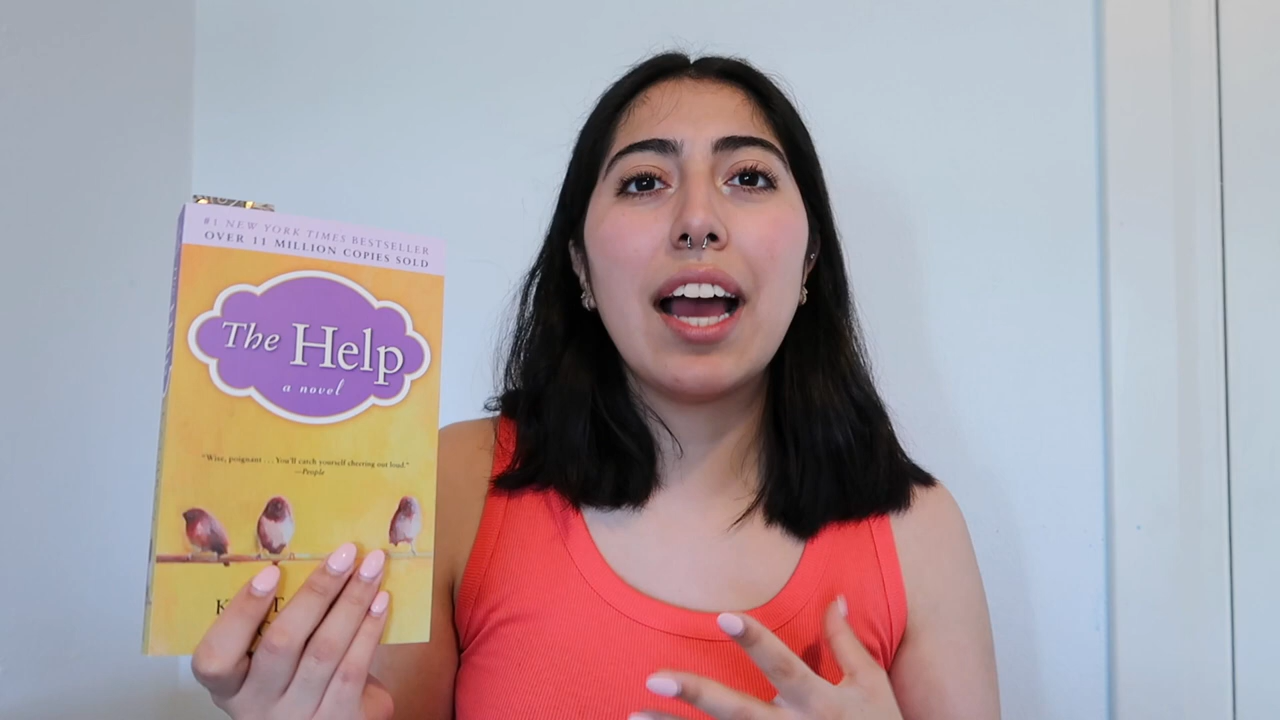 #1 NEW YORK TIMES BESTSELLER
OVER 11 MILLION COPIES SOLD
The Help
a novel
"Wise, poignant . . . You'll catch yourself cheering out loud."
—People